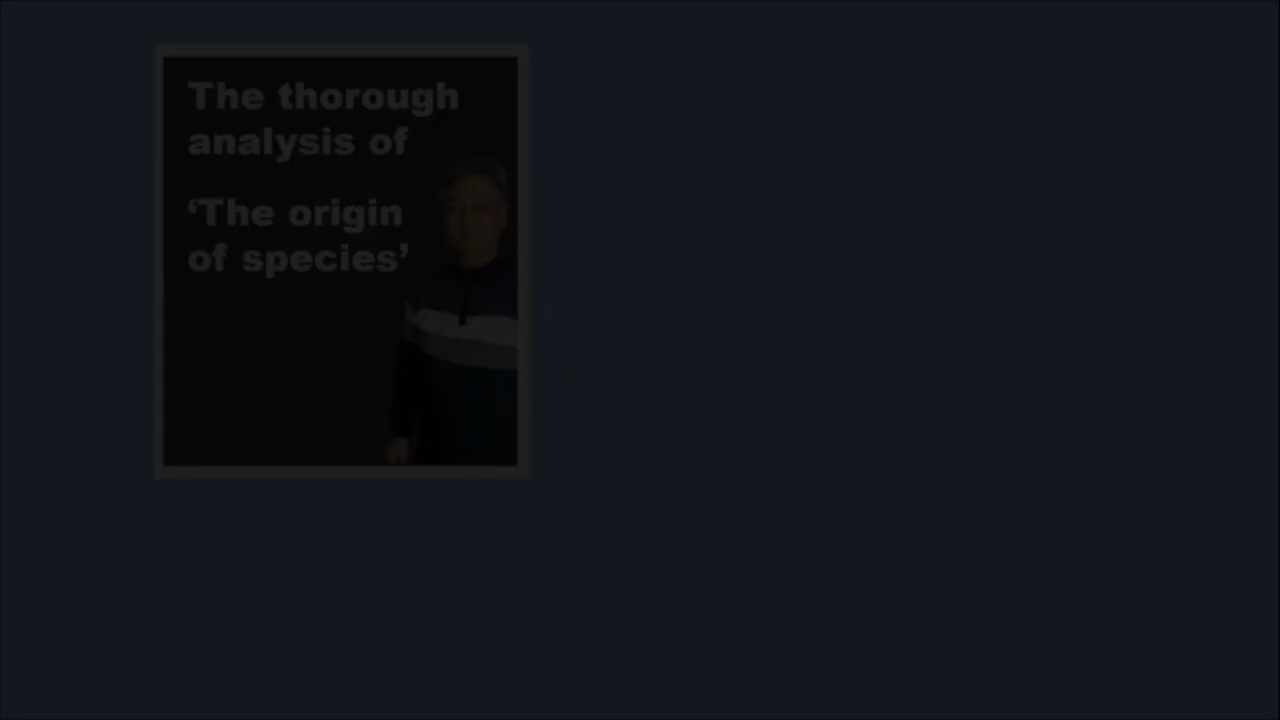 The thorough
analysis of
‘The origin
of species’